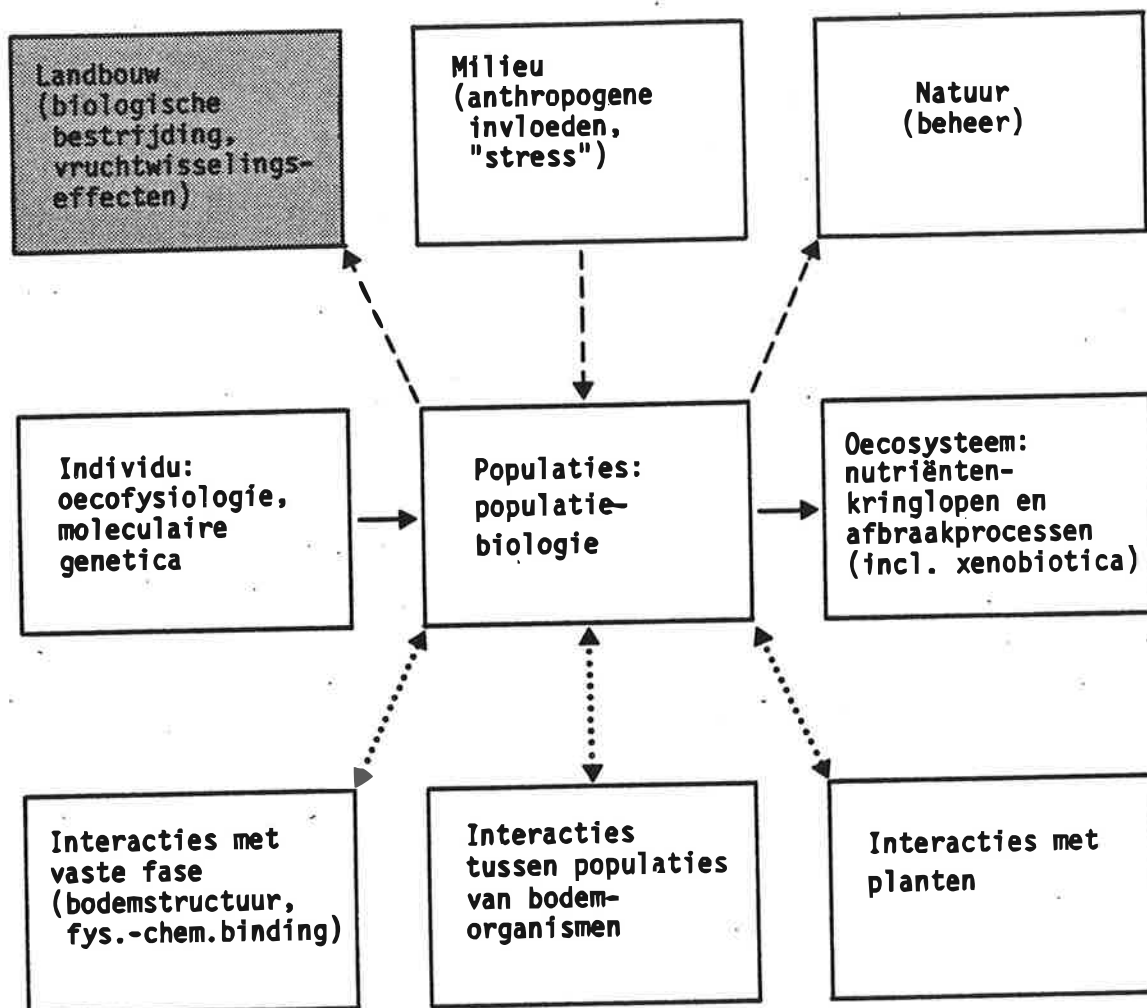 Landbouw
(biologische
bestrijding,
vruchtwisselings-
effecten)
Milieu
(anthropogene
invloeden,
"stress")
Natuur
(beheer)
Individu:
oecofysiologie,
moleculaire
genetica
Populaties:
populatie-
biologie
Oecosysteem:
nutriënten-
kringlopen en
afbraakprocessen
(incl. xenobiotica)
Interacties met
vaste fase
(bodemstructuur,
fys.-chem.binding)
Interacties
tussen populaties
van bodem-
organismen
Interacties met
planten